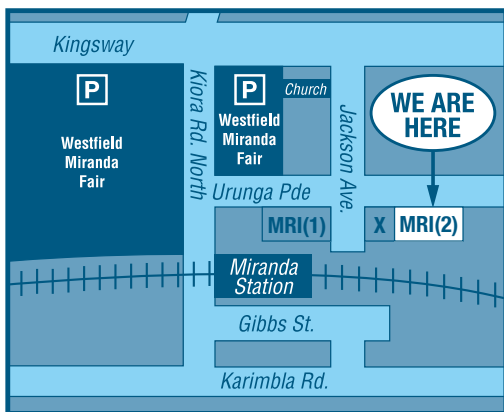 Kingsway
P
Westfield
Miranda
Fair
Kiora Rd. North
P
Westfield
Miranda
Fair
Church
Jackson Ave.
WE ARE
HERE
Urunga Pde
MRI(1)
X
MRI(2)
Miranda
Station
Gibbs St.
Karimbla Rd.